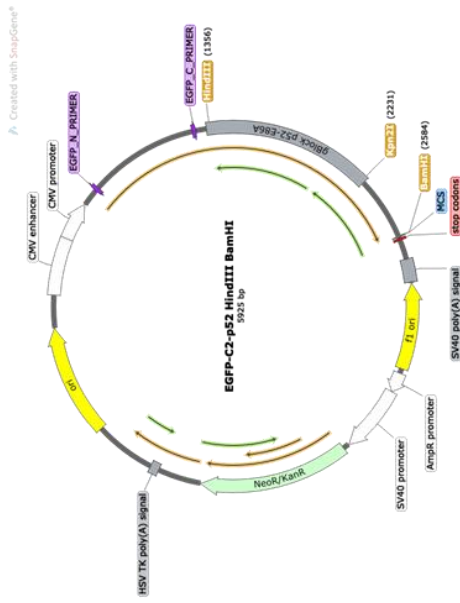 Created with SnapGene®
EGFP_C_PRIMER
HindIII (1356)
EGFP_N_PRIMER
CMV promoter
CMV enhancer
gBlock p52-E86A
Kpn2I (2231)
BamHI (2584)
MCS
stop codons
SV40 poly(A) signal
f1 ori
AmpR promoter
SV40 promoter
NeoR/KanR
HSV TK poly(A) signal
ori
EGFP-C2-p52 HindIII BamHI
5925 bp